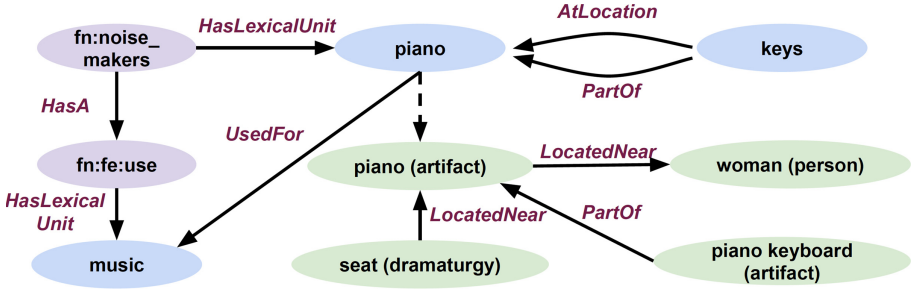 HasLexicalUnit
AtLocation
fn:noise_
makers
piano
keys
PartOf
HasA
UsedFor
fn:fe:use
piano (artifact)
LocatedNear
woman (person)
HasLexical
Unit
LocatedNear
PartOf
music
seat (dramaturgy)
piano keyboard
(artifact)